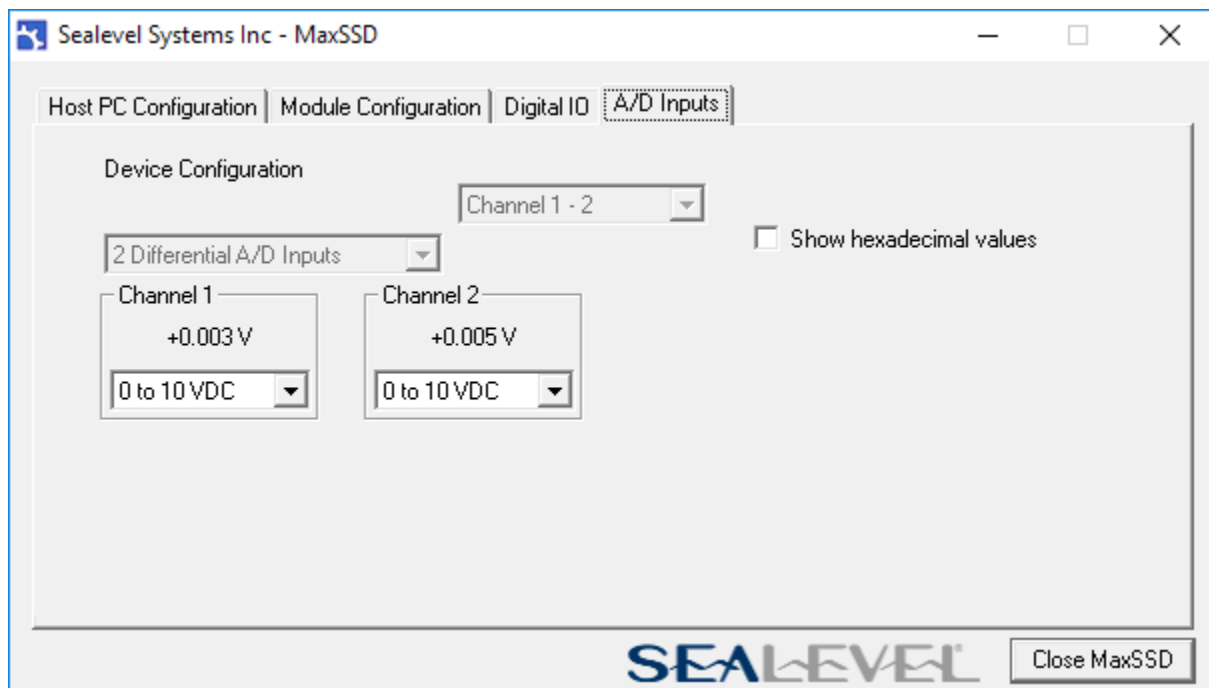 Sealevel Systems Inc - MaxSSD
Host PC Configuration Module Configuration Digital IO A/D Inputs
Device Configuration
Channel 1 - 2
Show hexadecimal values
2 Differential A/D Inputs
Channel 1 Channel 2
+0.003 V +0.005 V
0 to 10 VDC 0 to 10 VDC
SEALEVEL®
Close MaxSSD